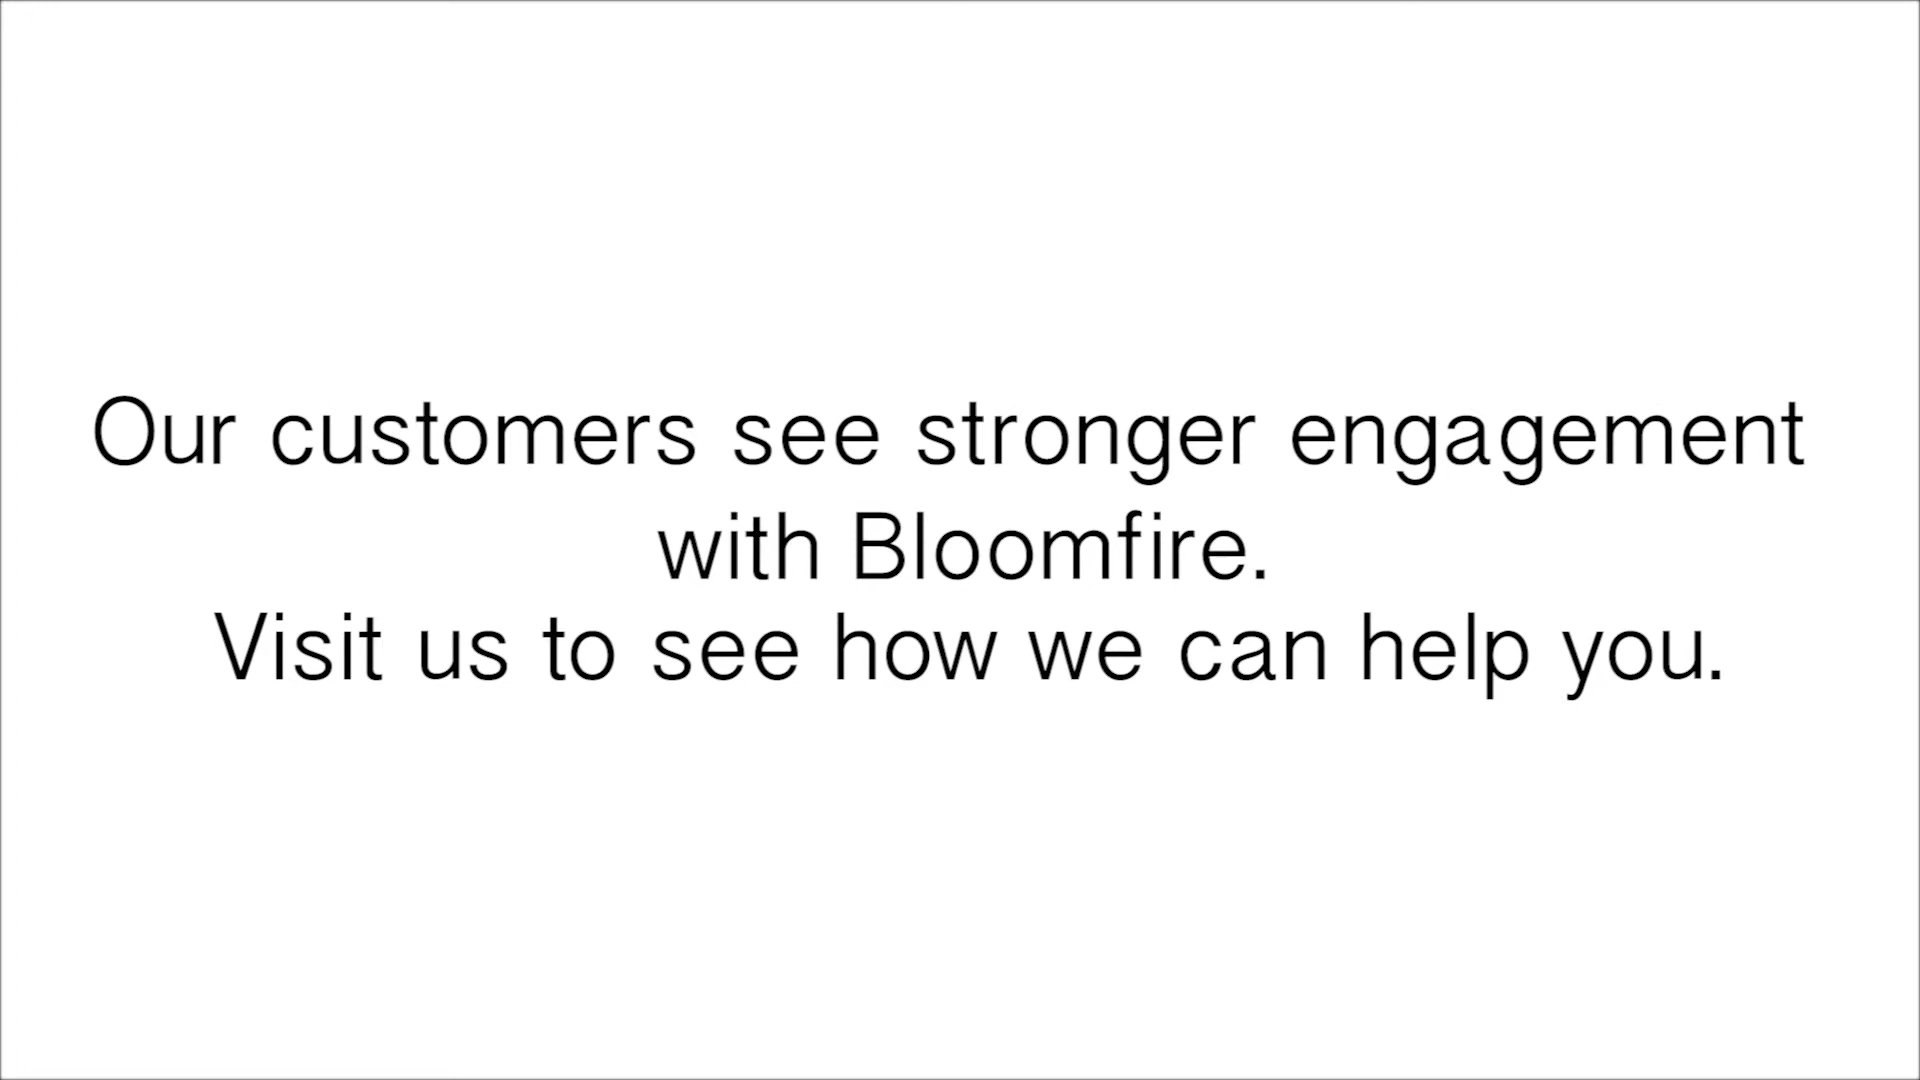 Our customers see stronger engagement
with Bloomfire.
Visit us to see how we can help you.